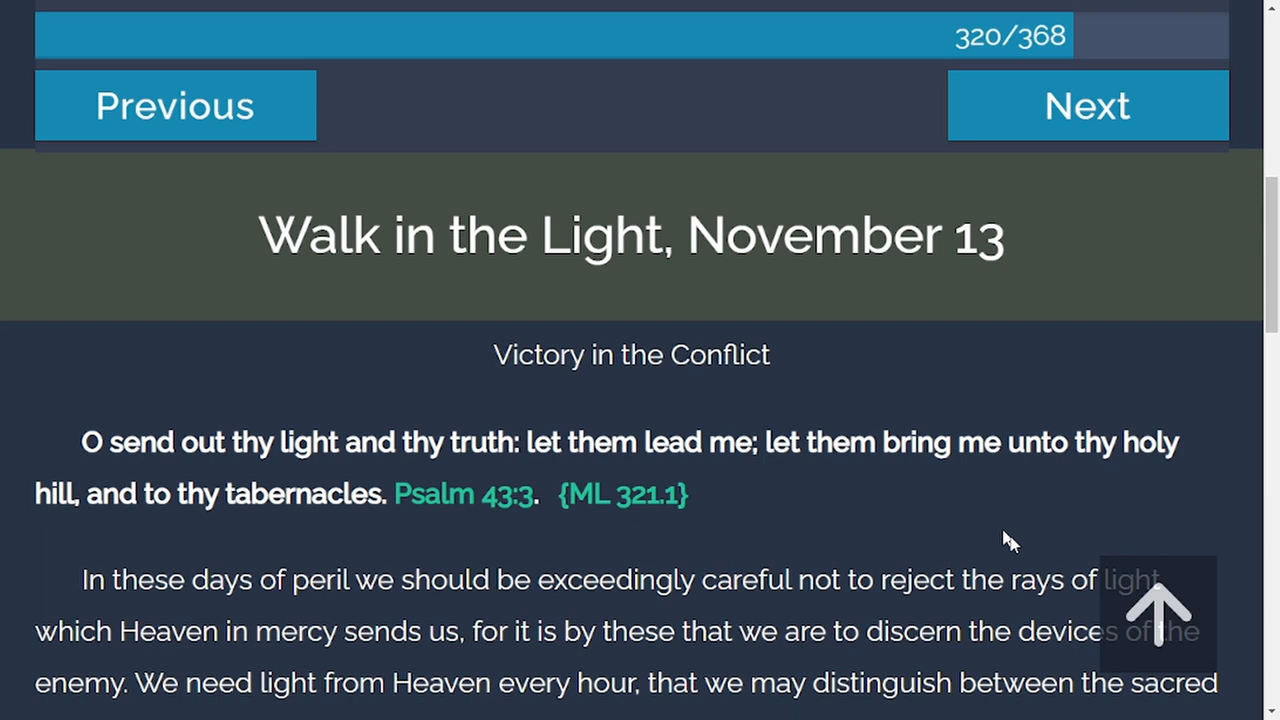 320/368
Previous
Next
Walk in the Light, November 13
Victory in the Conflict
O send out thy light and thy truth: let them lead me; let them bring me unto thy holy
hill, and to thy tabernacles. Psalm 43:3. {ML 321.1}
In these days of peril we should be exceedingly careful not to reject the rays of light
which Heaven in mercy sends us, for it is by these that we are to discern the devices of the
enemy. We need light from Heaven every hour, that we may distinguish between the sacred